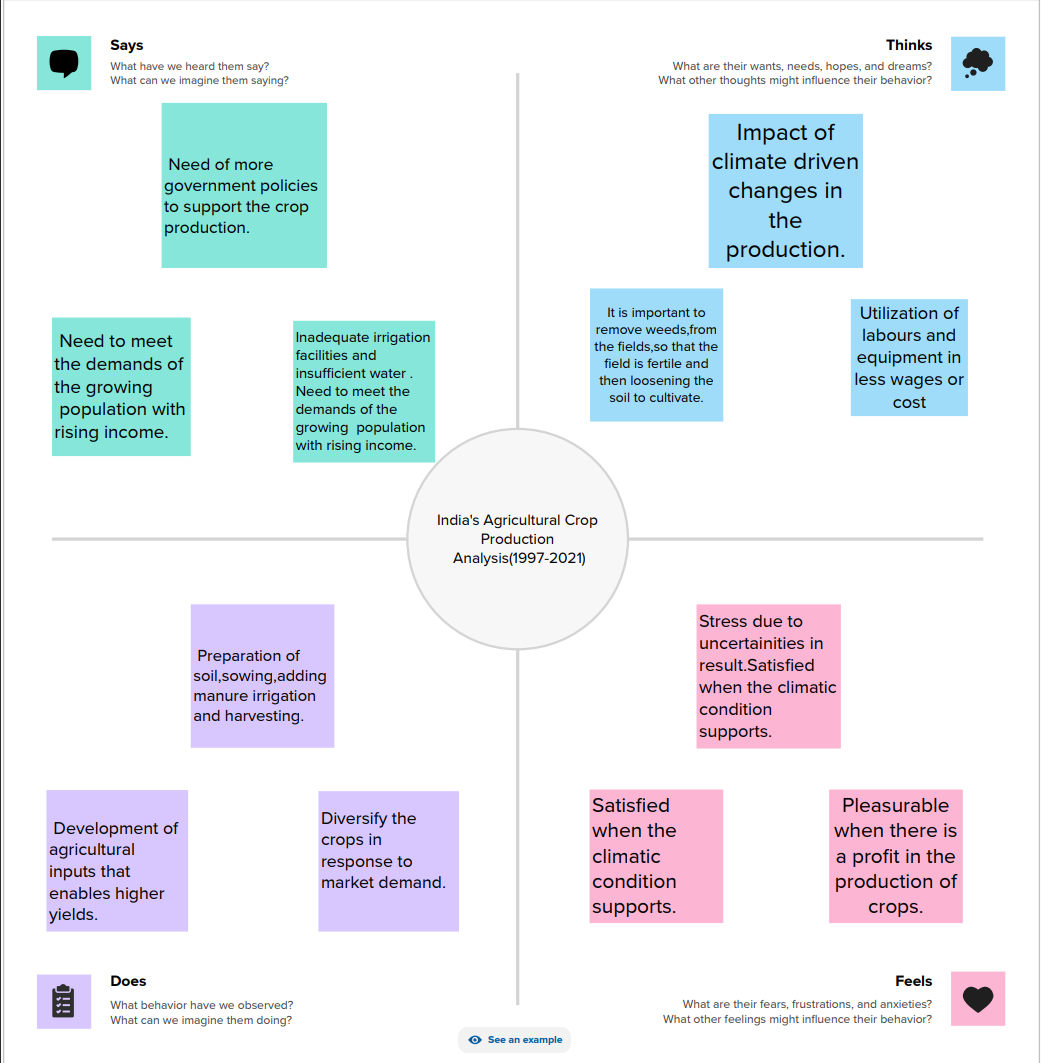 Says
What have we heard them say?
What can we imagine them saying?
Need of more
government policies
to support the crop
production.
Need to meet
the demands of
the growing
population with
rising income.
Inadequate irrigation
facilities and
insufficient water .
Need to meet the
demands of the
growing population
with rising income.
Thinks
What are their wants, needs, hopes, and dreams?
What other thoughts might influence their behavior?
Impact of
climate driven
changes in
the
production.
It is important to
remove weeds,from
the fields,so that the
field is fertile and
then loosening the
soil to cultivate.
Utilization of
labours and
equipment in
less wages or
cost
India's Agricultural Crop
Production
Analysis(1997-2021)
Preparation of
soil,sowing,adding
manure irrigation
and harvesting.
Development of
agricultural
inputs that
enables higher
yields.
Diversify the
crops in
response to
market demand.
Does
What behavior have we observed?
What can we imagine them doing?
Stress due to
uncertainities in
result.Satisfied
when the climatic
condition
supports.
Satisfied
when the
climatic
condition
supports.
Pleasurable
when there is
a profit in the
production of
crops.
Feels
What are their fears, frustrations, and anxieties?
What other feelings might influence their behavior?
See an example